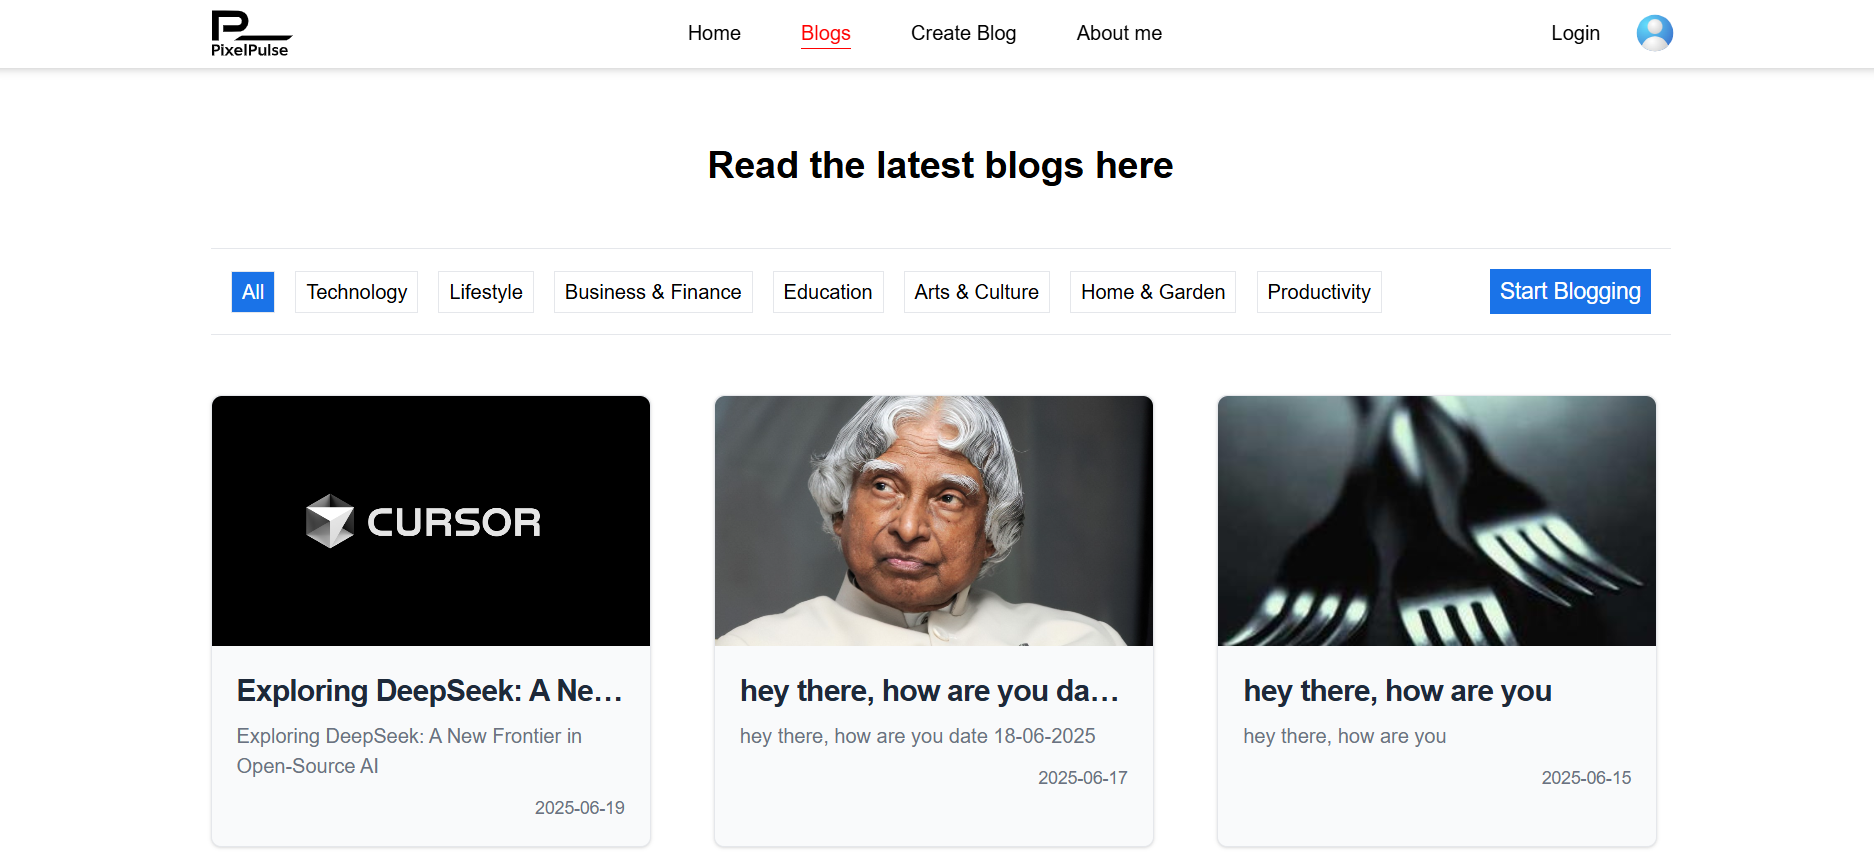 PixelPulse
Home
Blogs
Create Blog
About me
Login
Read the latest blogs here
All
Technology
Lifestyle
Business & Finance
Education
Arts & Culture
Home & Garden
Productivity
Start Blogging
CURSOR
Exploring DeepSeek: A Ne...
Exploring DeepSeek: A New Frontier in
Open-Source AI
2025-06-19
hey there, how are you da...
hey there, how are you date 18-06-2025
2025-06-17
hey there, how are you
hey there, how are you
2025-06-15